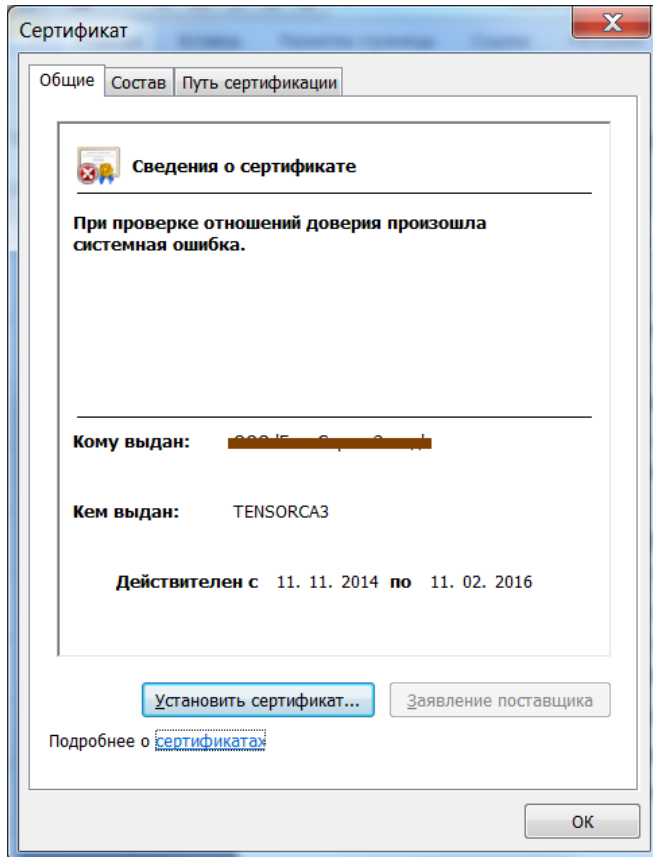 Сертификат
Общие
Состав
Путь сертификации
Сведения о сертификате
При проверке отношений доверия произошла
системная ошибка.
Кому выдан:
Кем выдан: TENSORCA3
Действителен с 11. 11. 2014 по 11. 02. 2016
Установить сертификат...
Заявление поставщика
Подробнее о сертификатах
ОК